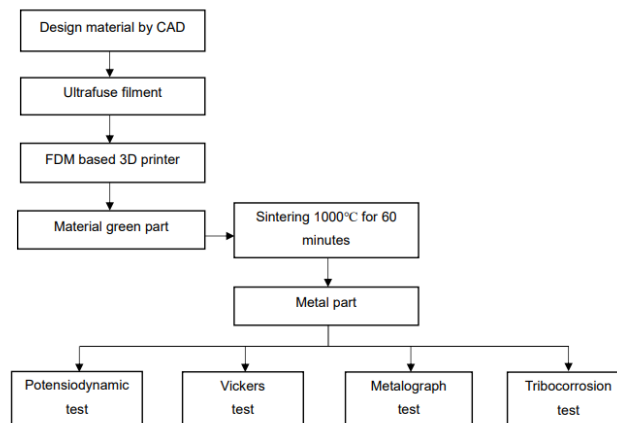 Design material by CAD
Ultrafuse filment
FDM based 3D printer
Material green part
Sintering 1000℃ for 60
minutes
Metal part
Potensiodynamic
test
Vickers
test
Metalograph
test
Tribocorrosion
test